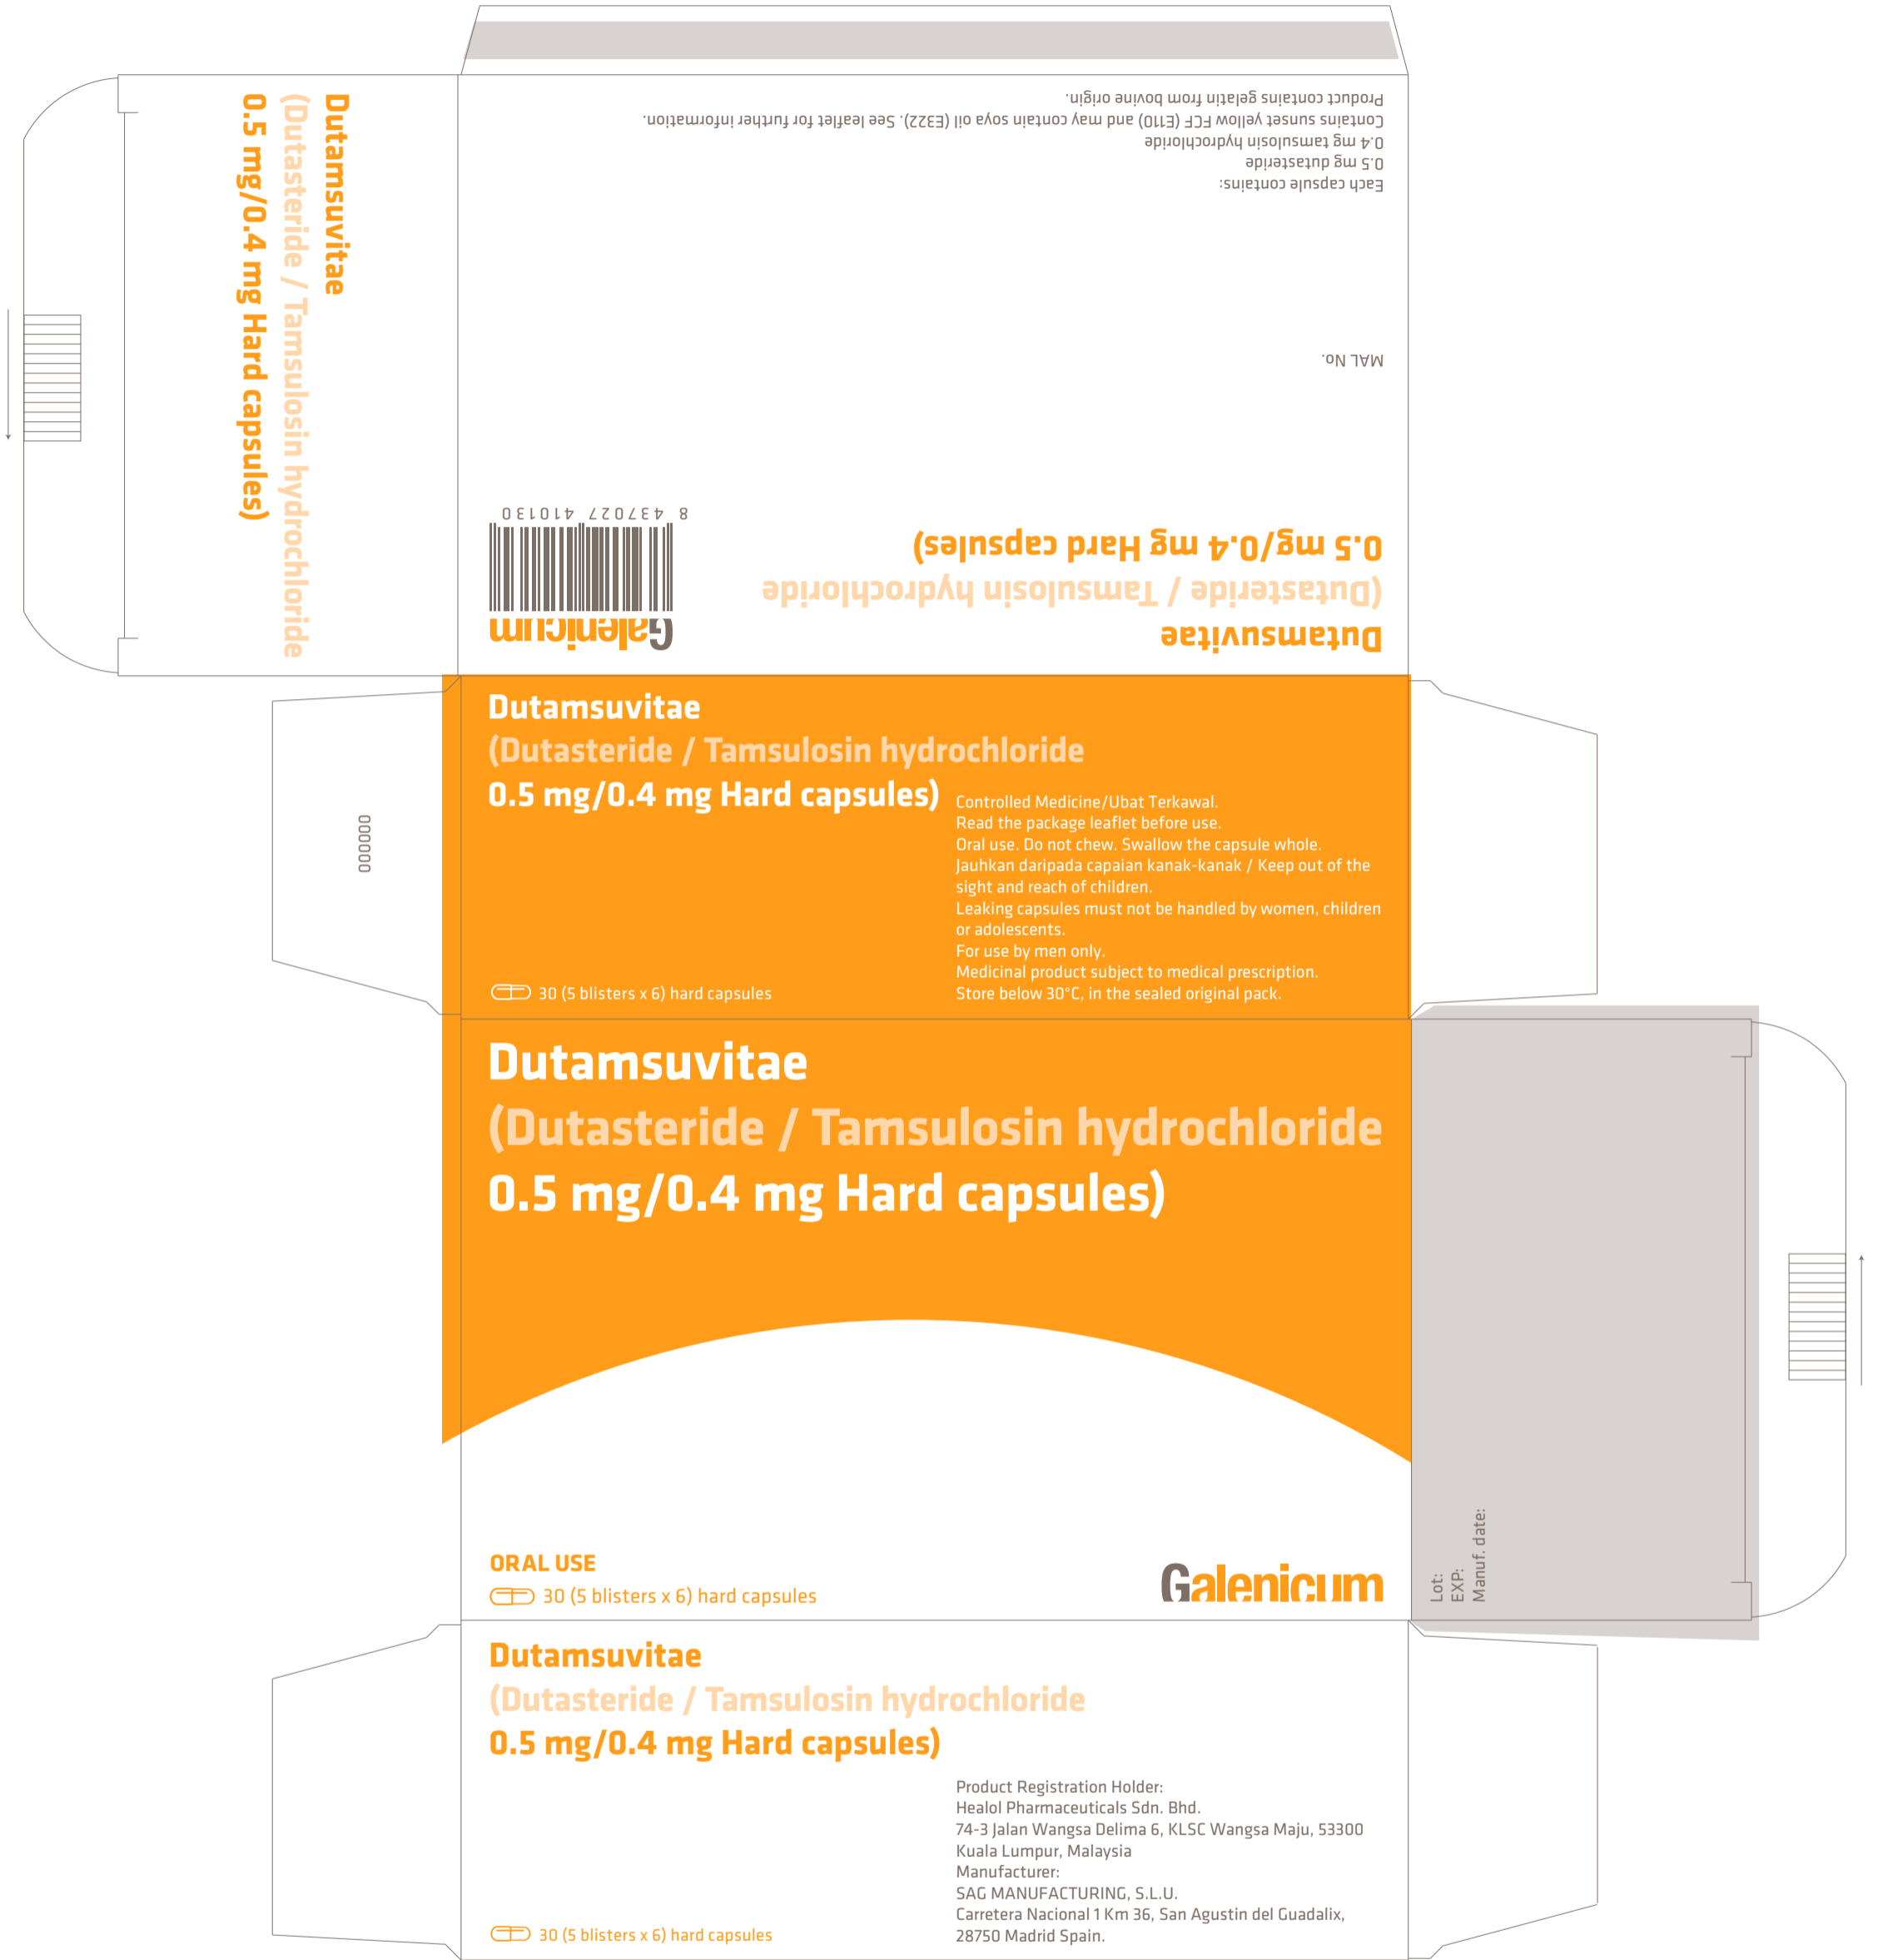 Dutamsuvitae
(Dutasteride / Tamsulosin hydrochloride
0.5 mg/0.4 mg Hard capsules)
Each capsule contains:
0.5 mg dutasteride
0.4 mg tamsulosin hydrochloride
Contains sunset yellow FCF (E110) and may contain soya oil (E322). See leaflet for further information.
Product contains gelatin from bovine origin.
MAL No.
Dutamsuvitae
(Dutasteride / Tamsulosin hydrochloride
0.5 mg/0.4 mg Hard capsules)
Galenicum
8 437027 410130
Dutamsuvitae
(Dutasteride / Tamsulosin hydrochloride
0.5 mg/0.4 mg Hard capsules)
Controlled Medicine/Ubat Terkawal.
Read the package leaflet before use.
Oral use. Do not chew. Swallow the capsule whole.
Jauhkan daripada capaian kanak-kanak / Keep out of the
sight and reach of children.
Leaking capsules must not be handled by women, children
or adolescents.
For use by men only.
Medicinal product subject to medical prescription.
Store below 30°C, in the sealed original pack.
30 (5 blisters x 6) hard capsules
000000
Dutamsuvitae
(Dutasteride / Tamsulosin hydrochloride
0.5 mg/0.4 mg Hard capsules)
ORAL USE
30 (5 blisters x 6) hard capsules
Galenicum
Lot:
EXP:
Manuf. date:
Dutamsuvitae
(Dutasteride / Tamsulosin hydrochloride
0.5 mg/0.4 mg Hard capsules)
Product Registration Holder:
Healol Pharmaceuticals Sdn. Bhd.
74-3 Jalan Wangsa Delima 6, KLSC Wangsa Maju, 53300
Kuala Lumpur, Malaysia
Manufacturer:
SAG MANUFACTURING, S.L.U.
Carretera Nacional 1 Km 36, San Agustin del Guadalix,
28750 Madrid Spain.
30 (5 blisters x 6) hard capsules